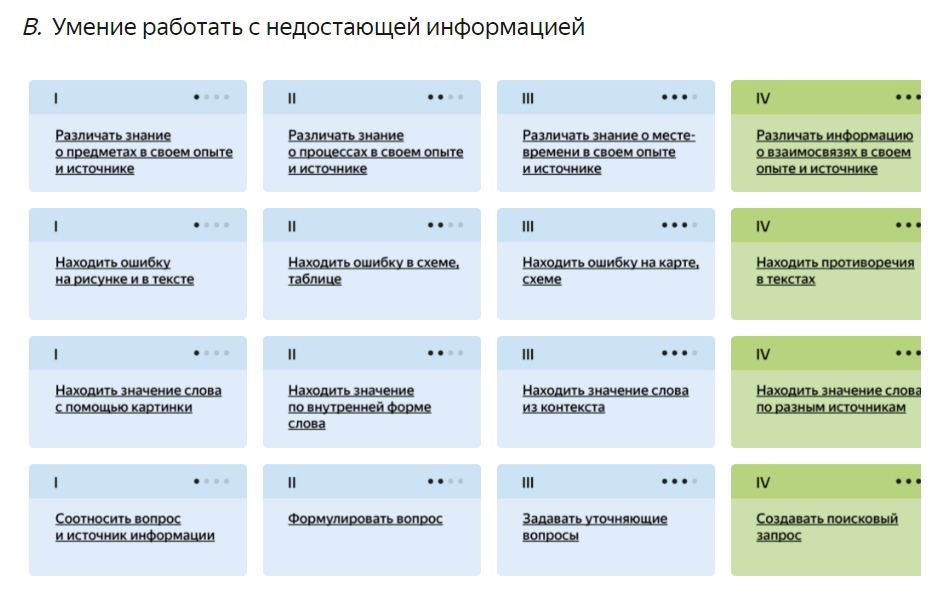 В. Умение работать с недостающей информацией
I
Различать знание
о предметах в своем опыте
и источнике
II
Различать знание
о процессах в своем опыте
и источнике
III
Различать знание о месте-
времени в своем опыте
и источнике
IV
Различать информацию
о взаимосвязях в своем
опыте и источнике
I
Находить ошибку
на рисунке и в тексте
II
Находить ошибку в схеме,
таблице
III
Находить ошибку на карте,
схеме
IV
Находить противоречия
в текстах
I
Находить значение слова
с помощью картинки
II
Находить значение
по внутренней форме
слова
III
Находить значение слова
из контекста
IV
Находить значение слова
по разным источникам
I
Соотносить вопрос
и источник информации
II
Формулировать вопрос
III
Задавать уточняющие
вопросы
IV
Создавать поисковый
запрос